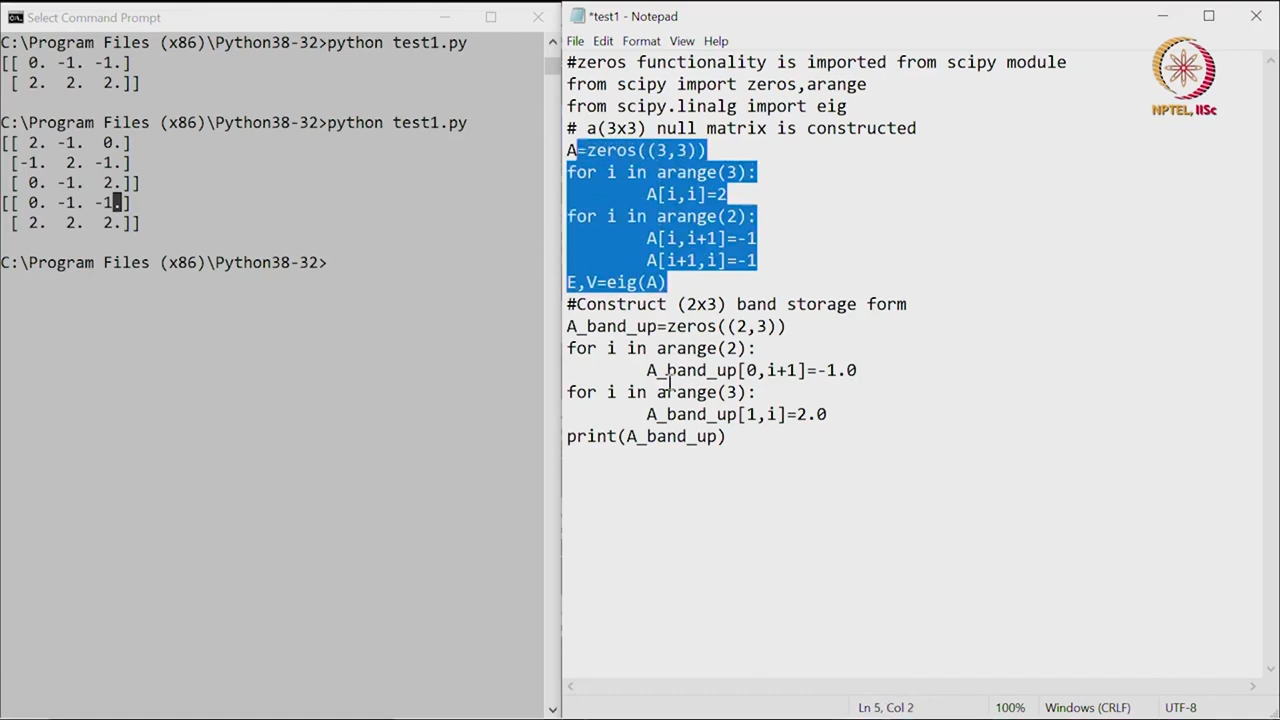 Select Command Prompt
C:\Program Files (x86)\Python38-32>python test1.py
[[ 0. -1. -1.]
 [ 2.  2.  2.]]
C:\Program Files (x86)\Python38-32>python test1.py
[[ 2. -1.  0.]
 [-1.  2. -1.]
 [ 0. -1.  2.]]
[[ 0. -1. -1.]
 [ 2.  2.  2.]]
C:\Program Files (x86)\Python38-32>
*test1 - Notepad
File Edit Format View Help
#zeros functionality is imported from scipy module
from scipy import zeros,arange
from scipy.linalg import eig
# a(3x3) null matrix is constructed
A=zeros((3,3))
for i in arange(3):
        A[i,i]=2
for i in arange(2):
        A[i,i+1]=-1
        A[i+1,i]=-1
E,V=eig(A)
#Construct (2x3) band storage form
A_band_up=zeros((2,3))
for i in arange(2):
        A_band_up[0,i+1]=-1.0
for i in arange(3):
        A_band_up[1,i]=2.0
print(A_band_up)
NPTEL, IISc
Ln 5, Col 2 100% Windows (CRLF) UTF-8